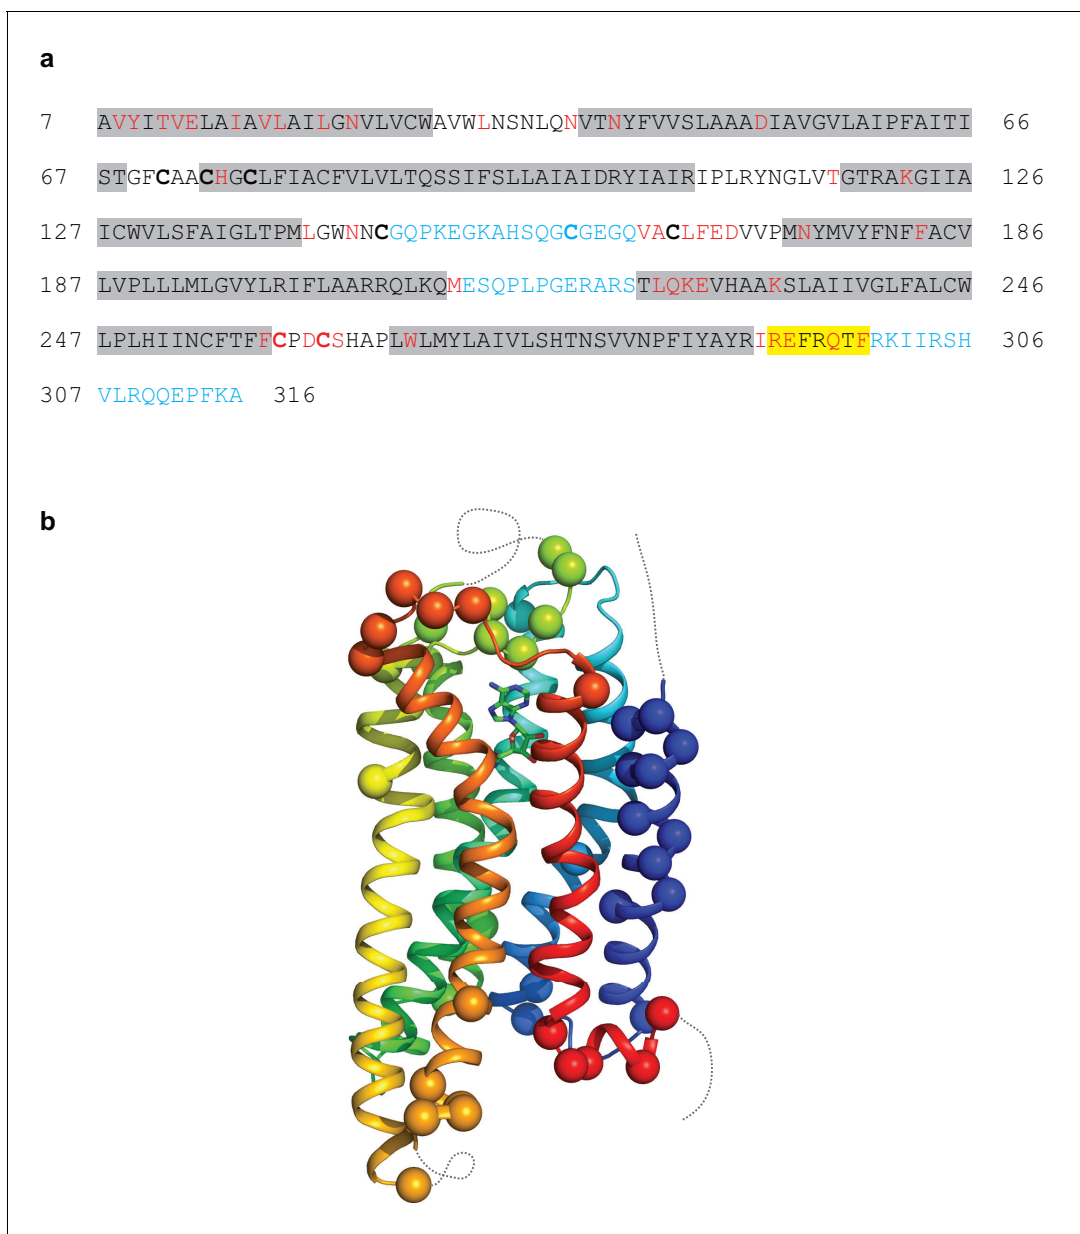 a
7 AVYITVELAIAVLAILGNVLVCWAVWLNSNLQNVTNYFVVSLAAADIAVGVLAIPFAITI 66
67 STGFCAACHGCLFIACFVLVLTQSSIFSLLAIAIDRYIAIRIPLRYNGLVTGTRAKGIIA 126
127 ICWVLSFAIGLTPMLGWNNCGQPKEGKAHSQGCGEGQVACLFEDVVPMNYMVYFNFFACV 186
187 LVPLLLMLGVYLRIFLAARRQLKQMESQPLPGERARSTLQKEVHAAKSLAIIVGLFALCW 246
247 LPLHIINCFTFFCPDCSHAPLWLMYLAIVLSHTNSVVNPFIYAYRIREFRQTFRKIIRSH 306
307 VLRQQEPFKA 316
b